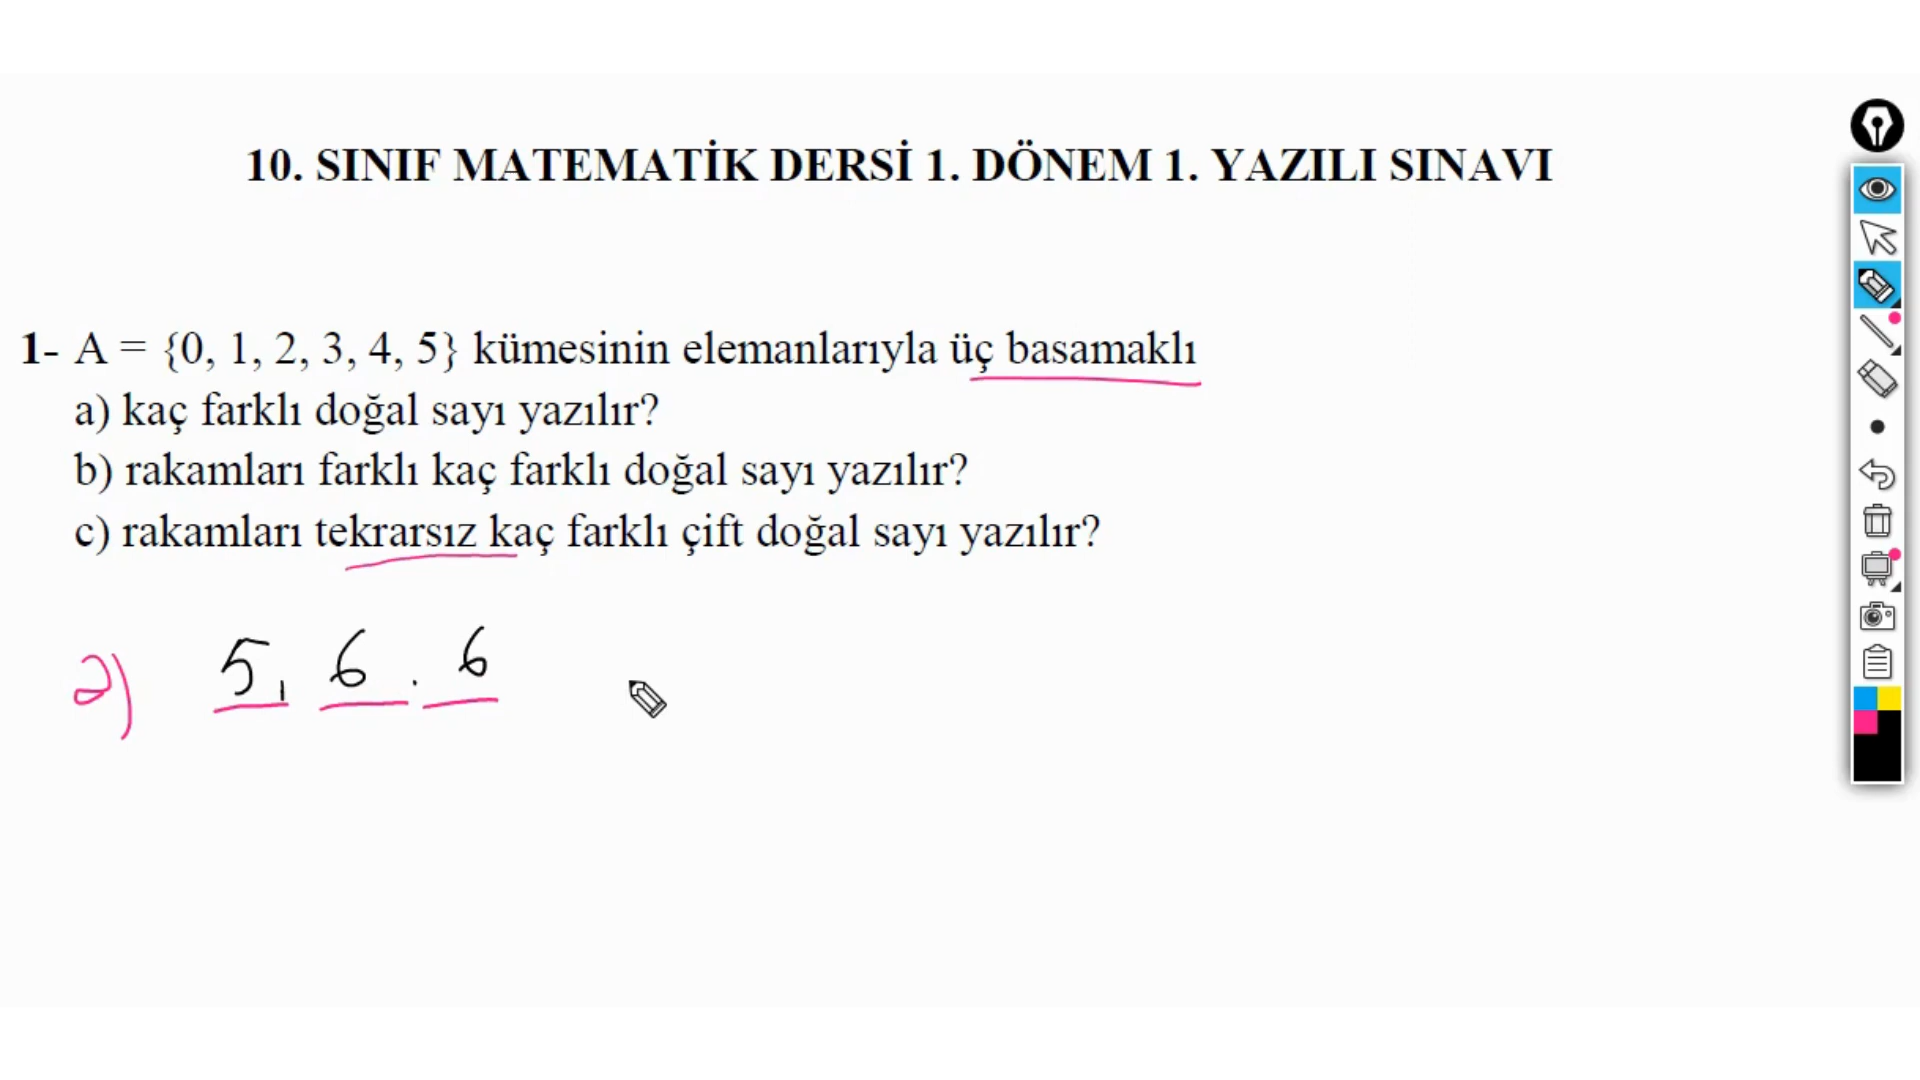 10. SINIF MATEMATİK DERSİ 1. DÖNEM 1. YAZILI SINAVI
1- A = {0, 1, 2, 3, 4, 5} kümesinin elemanlarıyla üç basamaklı
a) kaç farklı doğal sayı yazılır?
b) rakamları farklı kaç farklı doğal sayı yazılır?
c) rakamları tekrarsız kaç farklı çift doğal sayı yazılır?
a) 5 . 6 . 6